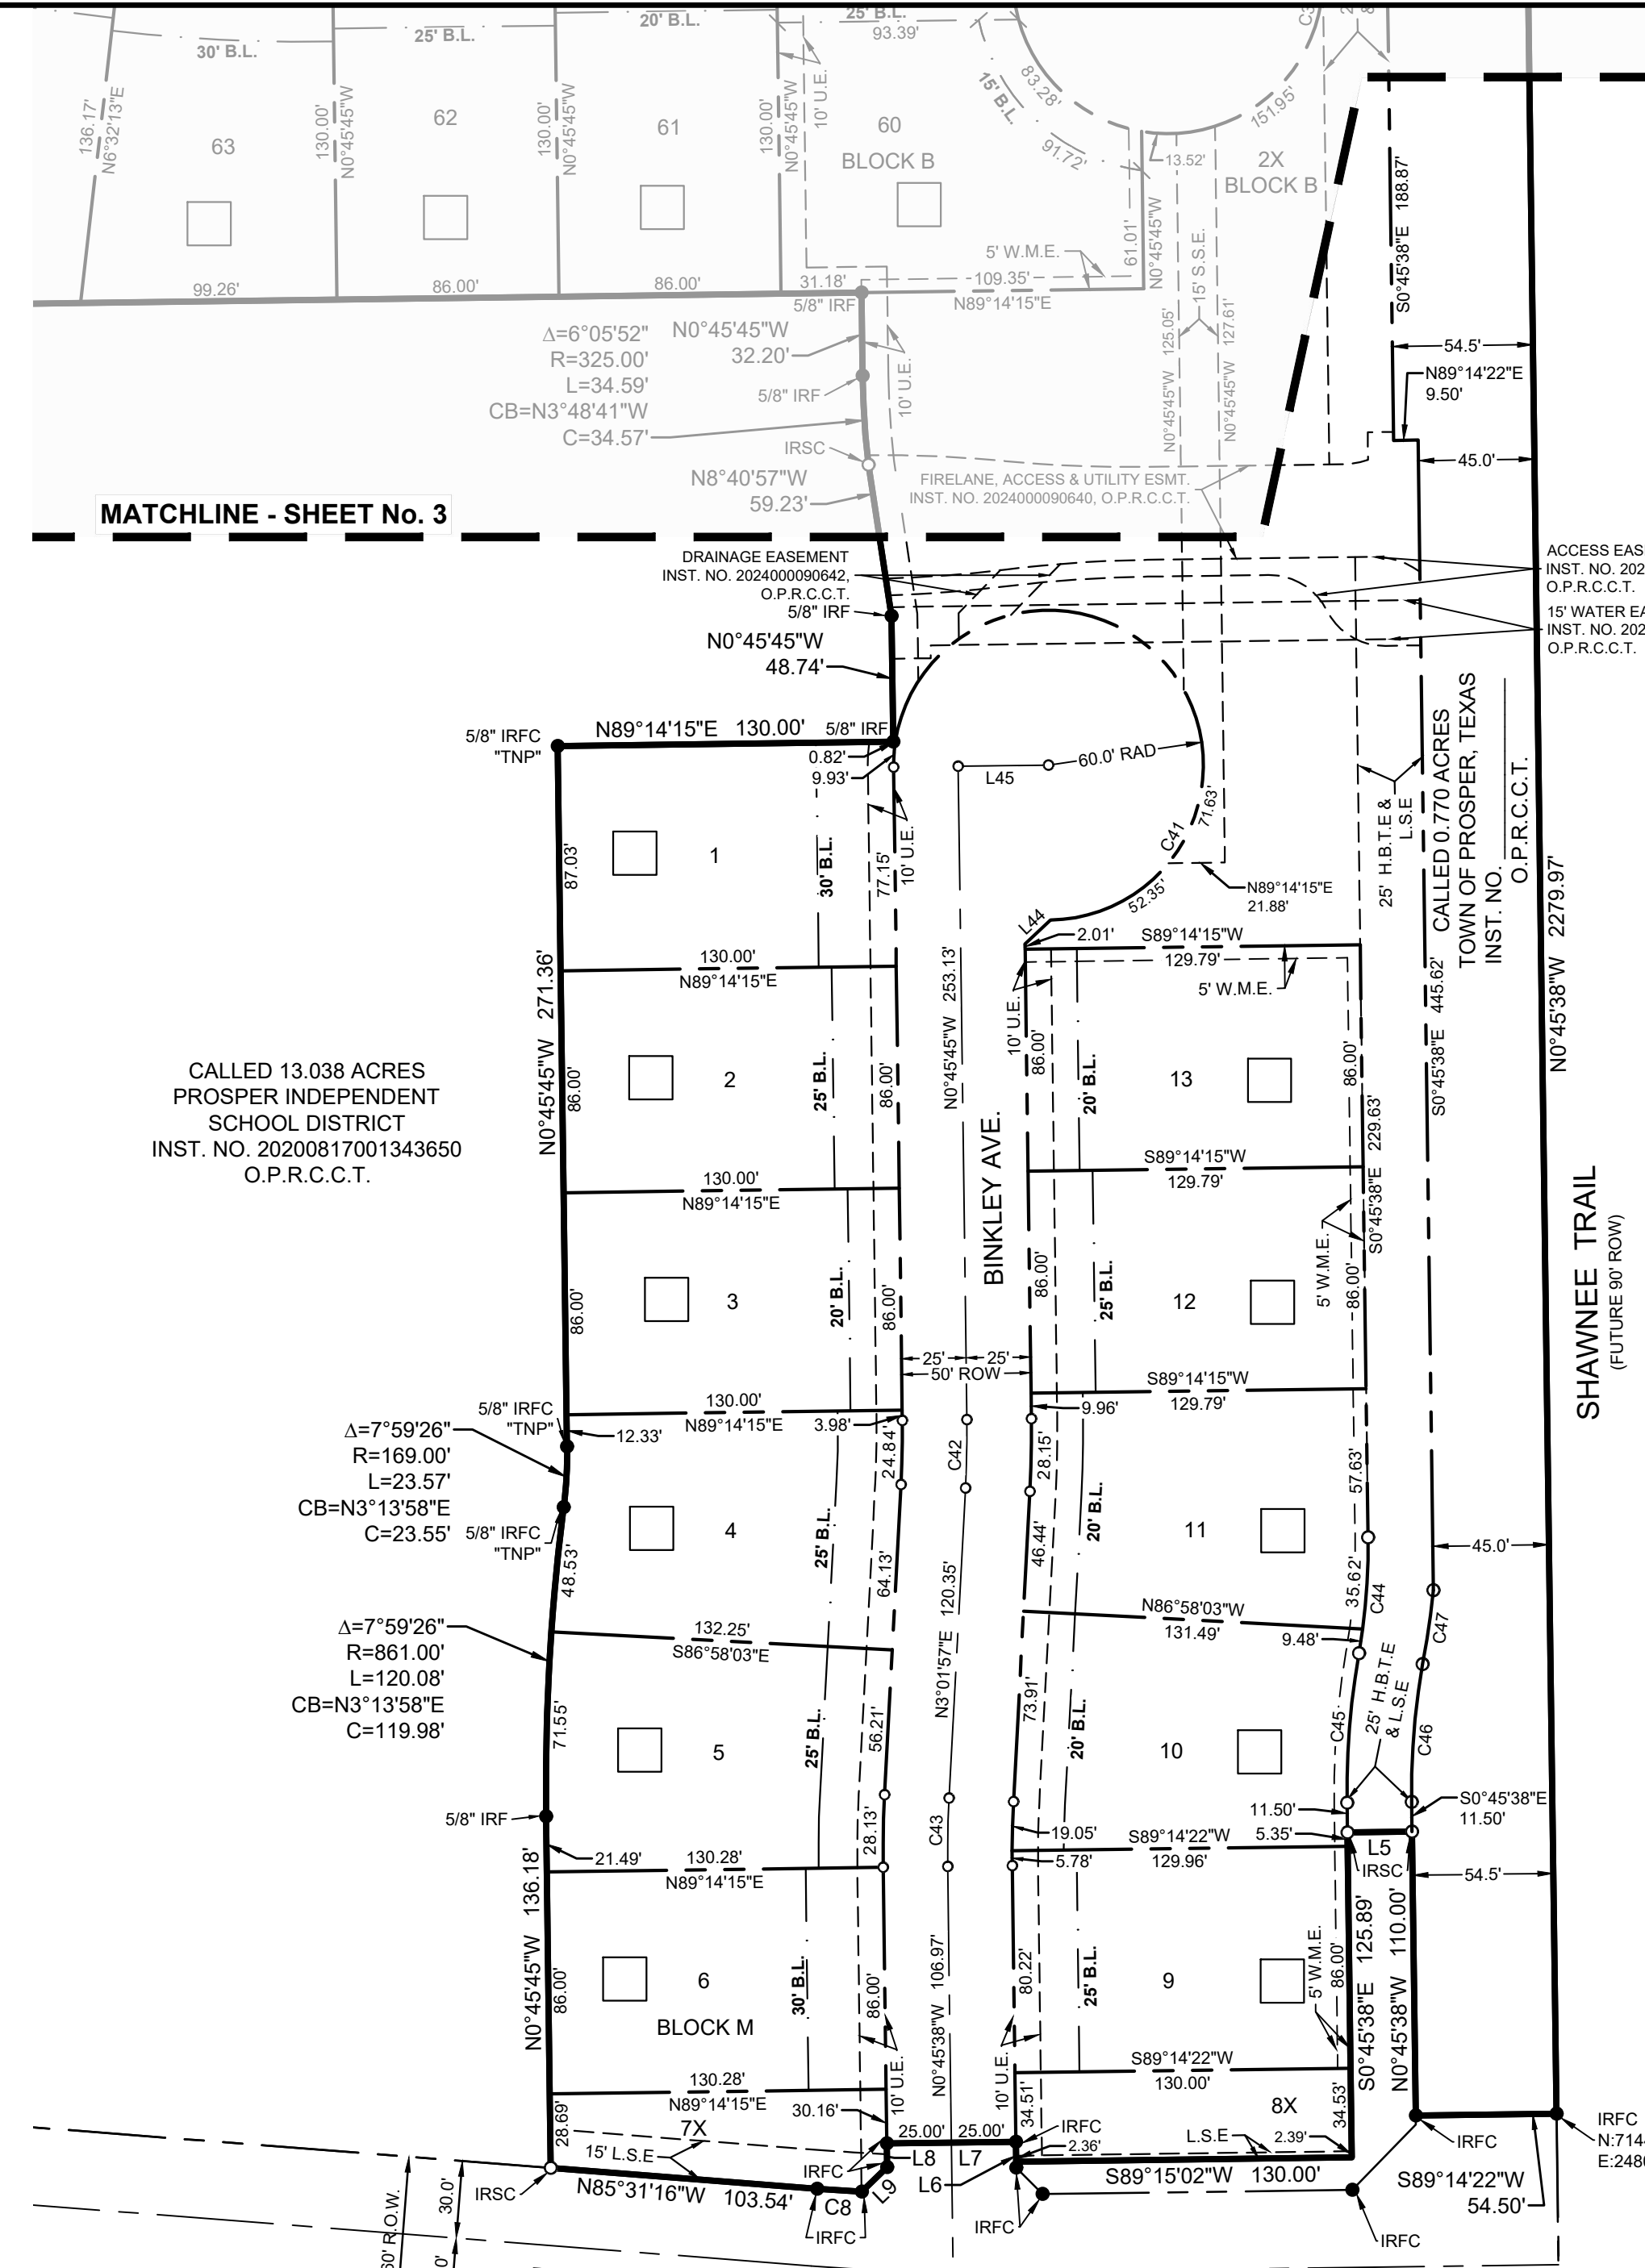 20' B.L.
25' B.L.
93.39'
25' B.L.
30' B.L.
136.17'
N6°32'13"E
63
130.00'
N0°45'45"W
62
130.00'
N0°45'45"W
61
130.00'
N0°45'45"W
10' U.E.
60
BLOCK B
15' B.L.
83.28'
91.72'
151.95'
13.52'
2X
BLOCK B
61.01'
N0°45'45"W
15' S.S.E.
5' W.M.E.
109.35'
N89°14'15"E
99.26'
86.00'
86.00'
31.18'
5/8" IRF
Δ=6°05'52"
R=325.00'
L=34.59'
CB=N3°48'41"W
C=34.57'
N0°45'45"W
32.20'
5/8" IRF
10' U.E.
IRSC
N8°40'57"W
59.23'
N0°45'45"W 125.05'
N0°45'45"W 127.61'
FIRELANE, ACCESS & UTILITY ESMT.
INST. NO. 2024000090640, O.P.R.C.C.T.
S0°45'38"E 188.87'
54.5'
N89°14'22"E
9.50'
45.0'
MATCHLINE - SHEET No. 3
DRAINAGE EASEMENT
INST. NO. 2024000090642,
O.P.R.C.C.T.
5/8" IRF
N0°45'45"W
48.74'
O.P.R.C.C.T.
O.P.R.C.C.T.
5/8" IRFC
"TNP"
N89°14'15"E 130.00'
5/8" IRF
0.82'
9.93'
L45
60.0' RAD
71.63'
C41
52.35'
N89°14'15"E
21.88'
L44
2.01'
25' H.B.T.E &
L.S.E
CALLED 0.770 ACRES
TOWN OF PROSPER, TEXAS
INST. NO.
O.P.R.C.C.T.
N0°45'38"W 2279.97'
S0°45'38"E 445.62'
SHAWNEE TRAIL
(FUTURE 90' ROW)
87.03'
1
30' B.L.
77.15'
10' U.E.
130.00'
N89°14'15"E
N0°45'45"W 271.36'
CALLED 13.038 ACRES
PROSPER INDEPENDENT
SCHOOL DISTRICT
INST. NO. 20200817001343650
O.P.R.C.C.T.
86.00'
2
25' B.L.
86.00'
130.00'
N89°14'15"E
86.00'
3
20' B.L.
86.00'
130.00'
N89°14'15"E
3.98'
N0°45'45"W 253.13'
BINKLEY AVE.
25'
25'
50' ROW
S89°14'15"W
129.79'
5' W.M.E.
10' U.E.
86.00'
20' B.L.
13
86.00'
S0°45'38"E 229.63'
S89°14'15"W
129.79'
86.00'
25' B.L.
12
5' W.M.E.
86.00'
S89°14'15"W
129.79'
9.96'
5/8" IRFC
"TNP"
12.33'
Δ=7°59'26"
R=169.00'
L=23.57'
CB=N3°13'58"E
C=23.55'
5/8" IRFC
"TNP"
48.53'
4
25' B.L.
24.84'
64.13'
C42
28.15'
46.44'
20' B.L.
11
57.63'
35.62'
C44
45.0'
C47
N3°01'57"E 120.35'
N86°58'03"W
131.49'
9.48'
132.25'
S86°58'03"E
Δ=7°59'26"
R=861.00'
L=120.08'
CB=N3°13'58"E
C=119.98'
71.55'
5
25' B.L.
56.21'
28.13'
73.91'
20' B.L.
10
C45
25' H.B.T.E
& L.S.E
C46
5/8" IRF
21.49'
130.28'
N89°14'15"E
C43
19.05'
5.78'
S89°14'22"W
129.96'
11.50'
5.35'
L5
IRSC
S0°45'38"E
11.50'
54.5'
N0°45'45"W 136.18'
86.00'
6
BLOCK M
30' B.L.
86.00'
N0°45'38"W 106.97'
80.22'
25' B.L.
9
5' W.M.E.
86.00'
S0°45'38"E 125.89'
N0°45'38"W 110.00'
130.28'
N89°14'15"E
S89°14'22"W
130.00'
28.69'
7X
15' L.S.E
30.16'
10' U.E.
10' U.E.
25.00'
25.00'
34.51'
IRFC
8X
34.53'
L.S.E
2.39'
2.36'
L8
L7
L6
L9
IRFC
S89°15'02"W 130.00'
IRSC
N85°31'16"W 103.54'
C8
IRFC
IRFC
IRFC
IRFC
S89°14'22"W
54.50'
IRFC
30.0'